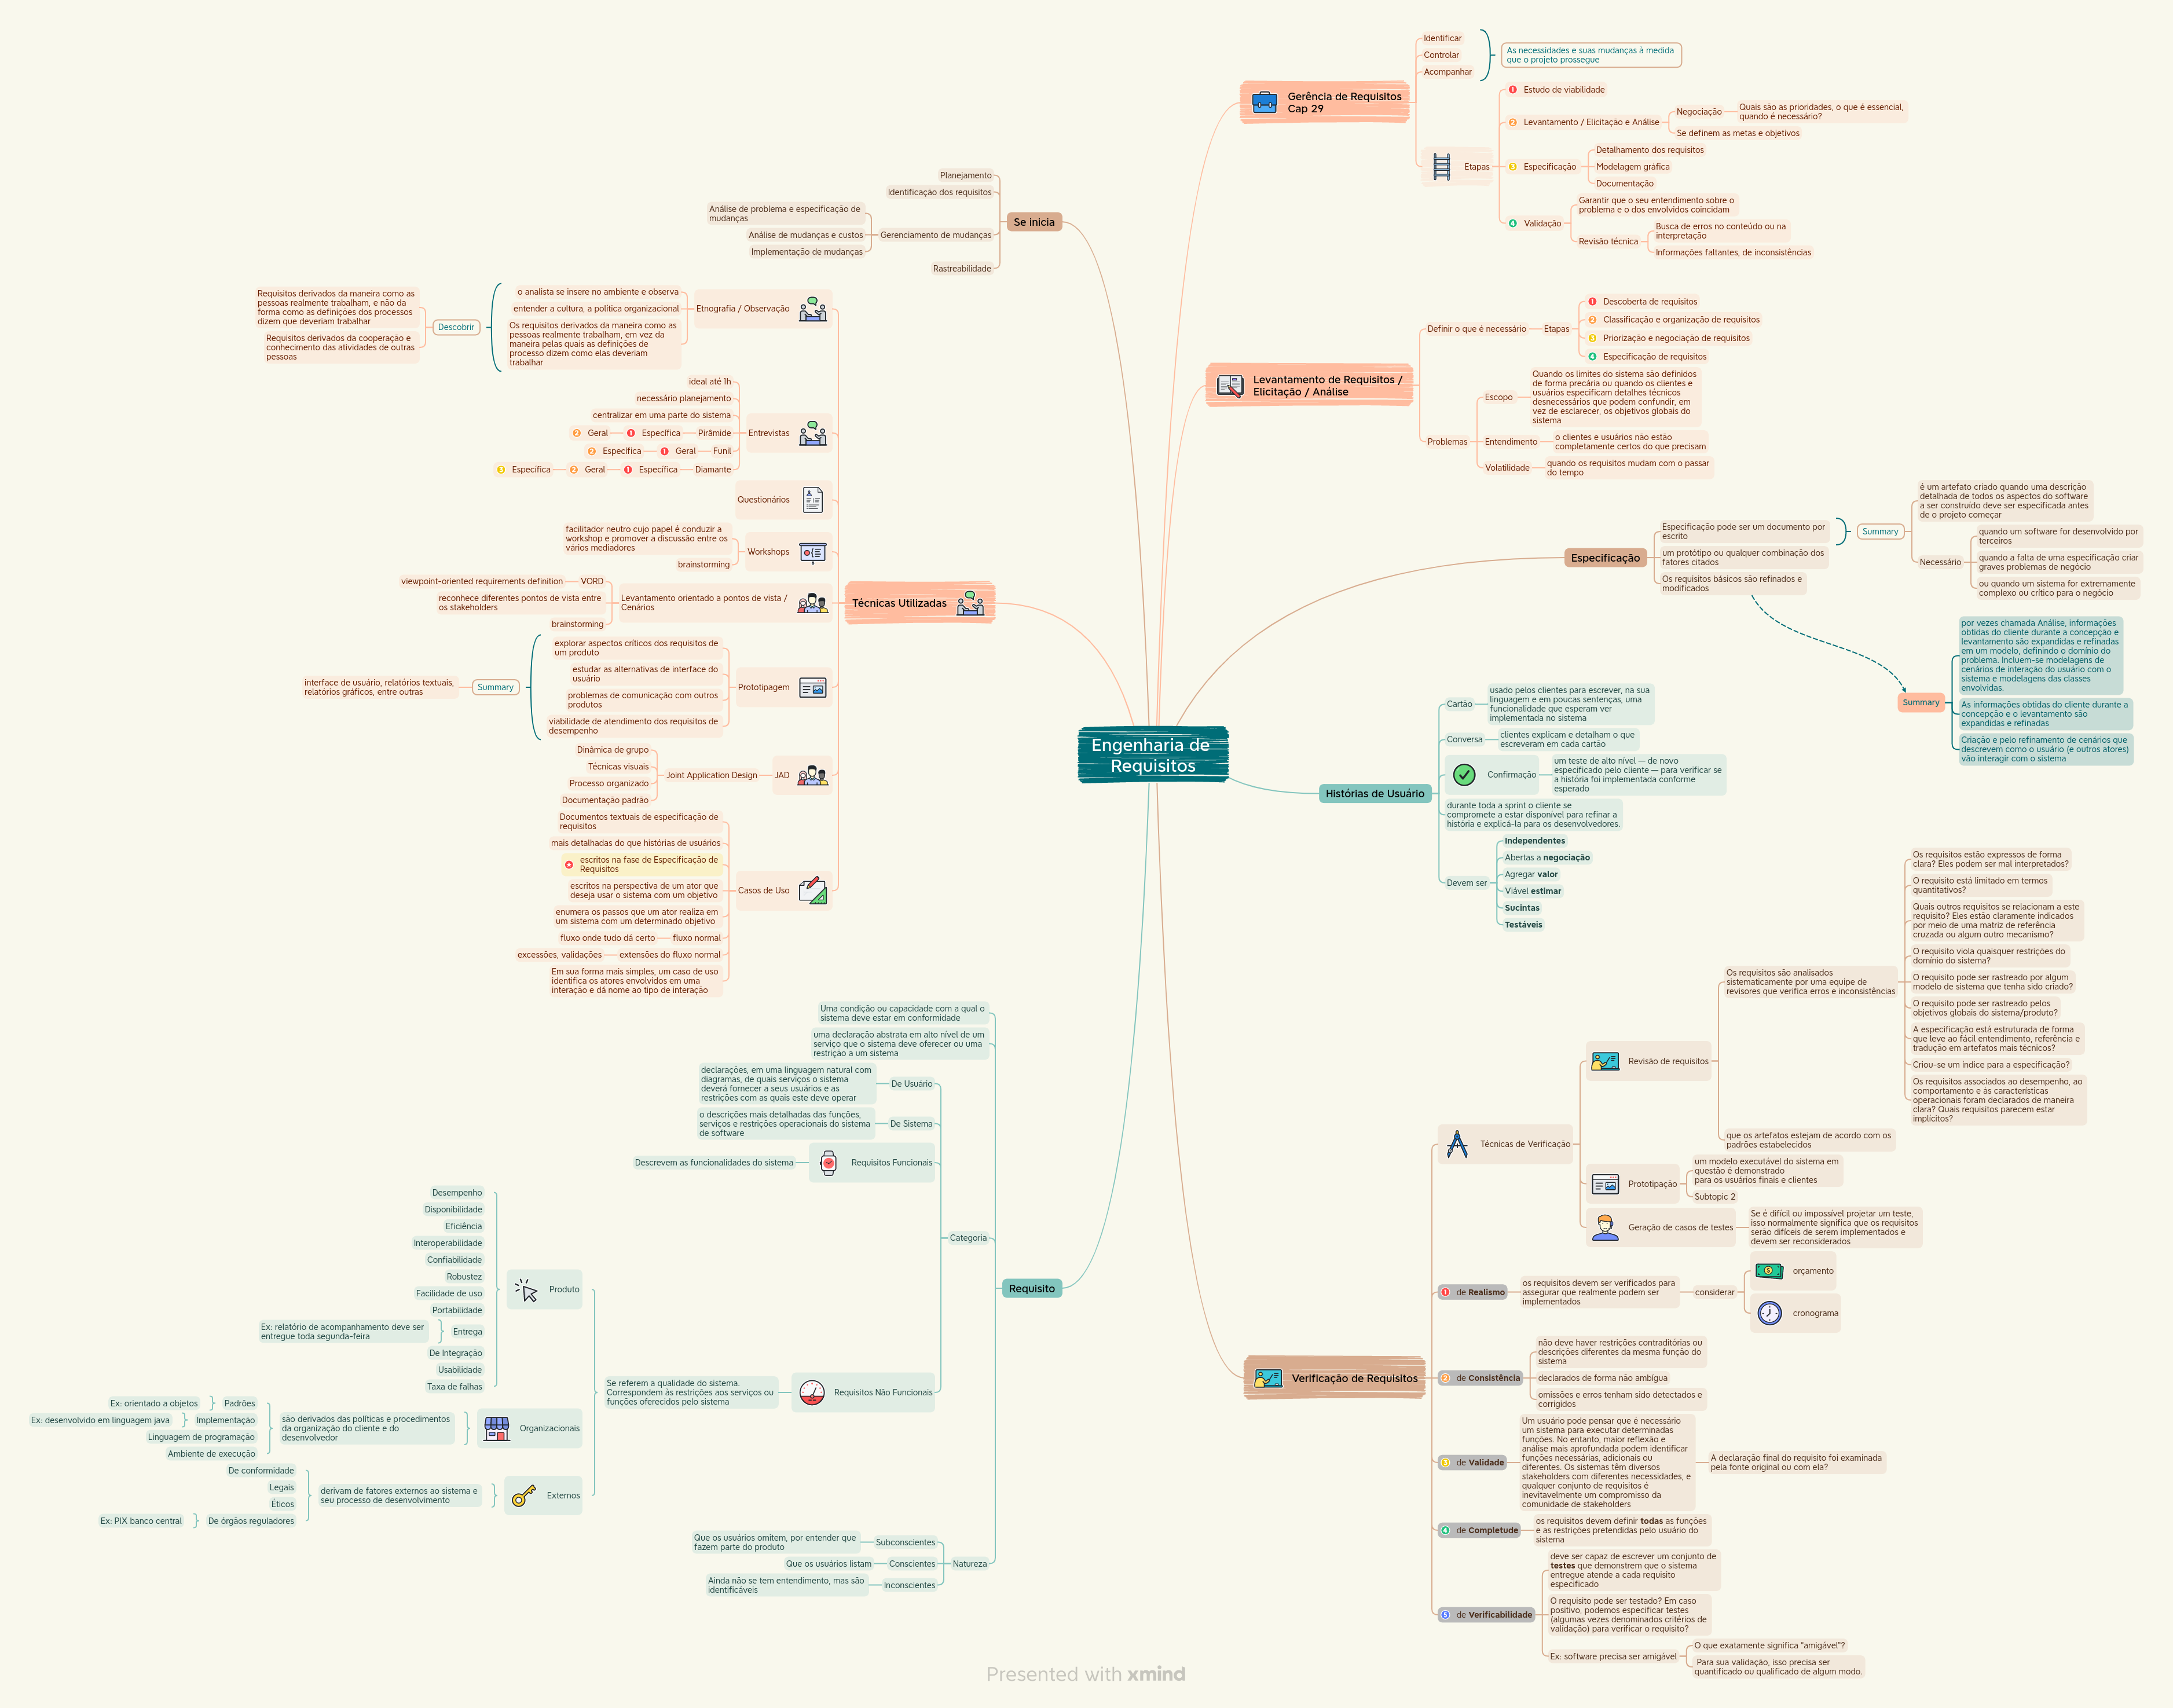 Engenharia de
Requisitos
Gerência de Requisitos
Cap 29
Identificar
Controlar
Acompanhar
As necessidades e suas mudanças à medida
que o projeto prossegue
Etapas
1 Estudo de viabilidade
2 Levantamento / Elicitação e Análise
Negociação
Quais são as prioridades, o que é essencial,
quando é necessário?
Se definem as metas e objetivos
3 Especificação
Detalhamento dos requisitos
Modelagem gráfica
Documentação
4 Validação
Garantir que o seu entendimento sobre o
problema e o dos envolvidos coincidam
Revisão técnica
Busca de erros no conteúdo ou na
interpretação
Informações faltantes, de inconsistências
Levantamento de Requisitos /
Elicitação / Análise
Definir o que é necessário
Etapas
1 Descoberta de requisitos
2 Classificação e organização de requisitos
3 Priorização e negociação de requisitos
4 Especificação de requisitos
Problemas
Escopo
Quando os limites do sistema são definidos
de forma precária ou quando os clientes e
usuários especificam detalhes técnicos
desnecessários que podem confundir, em
vez de esclarecer, os objetivos globais do
sistema
Entendimento
o clientes e usuários não estão
completamente certos do que precisam
Volatilidade
quando os requisitos mudam com o passar
do tempo
Especificação
Especificação pode ser um documento por
escrito
um protótipo ou qualquer combinação dos
fatores citados
Os requisitos básicos são refinados e
modificados
Summary
é um artefato criado quando uma descrição
detalhada de todos os aspectos do software
a ser construído deve ser especificada antes
de o projeto começar
Necessário
quando um software for desenvolvido por
terceiros
quando a falta de uma especificação criar
graves problemas de negócio
ou quando um sistema for extremamente
complexo ou crítico para o negócio
Summary
por vezes chamada Análise, informações
obtidas do cliente durante a concepção e
levantamento são expandidas e refinadas
em um modelo, definindo o domínio do
problema. Incluem-se modelagens de
cenários de interação do usuário com o
sistema e modelagens das classes
envolvidas.
As informações obtidas do cliente durante a
concepção e o levantamento são
expandidas e refinadas
Criação e pelo refinamento de cenários que
descrevem como o usuário (e outros atores)
vão interagir com o sistema
Histórias de Usuário
Cartão
usado pelos clientes para escrever, na sua
linguagem e em poucas sentenças, uma
funcionalidade que esperam ver
implementada no sistema
Conversa
clientes explicam e detalham o que
escreveram em cada cartão
Confirmação
um teste de alto nível — de novo
especificado pelo cliente — para verificar se
a história foi implementada conforme
esperado
durante toda a sprint o cliente se
compromete a estar disponível para refinar a
história e explicá-la para os desenvolvedores.
Devem ser
Independentes
Abertas a negociação
Agregar valor
Viável estimar
Sucintas
Testáveis
Verificação de Requisitos
Técnicas de Verificação
Revisão de requisitos
Os requisitos são analisados
sistematicamente por uma equipe de
revisores que verifica erros e inconsistências
Os requisitos estão expressos de forma
clara? Eles podem ser mal interpretados?
O requisito está limitado em termos
quantitativos?
Quais outros requisitos se relacionam a este
requisito? Eles estão claramente indicados
por meio de uma matriz de referência
cruzada ou algum outro mecanismo?
O requisito viola quaisquer restrições do
domínio do sistema?
O requisito pode ser rastreado por algum
modelo de sistema que tenha sido criado?
O requisito pode ser rastreado pelos
objetivos globais do sistema/produto?
A especificação está estruturada de forma
que leve ao fácil entendimento, referência e
tradução em artefatos mais técnicos?
Criou-se um índice para a especificação?
Os requisitos associados ao desempenho, ao
comportamento e às características
operacionais foram declarados de maneira
clara? Quais requisitos parecem estar
implícitos?
que os artefatos estejam de acordo com os
padrões estabelecidos
Prototipação
um modelo executável do sistema em
questão é demonstrado
para os usuários finais e clientes
Subtopic 2
Geração de casos de testes
Se é difícil ou impossível projetar um teste,
isso normalmente significa que os requisitos
serão difíceis de serem implementados e
devem ser reconsiderados
1 de Realismo
os requisitos devem ser verificados para
assegurar que realmente podem ser
implementados
considerar
orçamento
cronograma
2 de Consistência
não deve haver restrições contraditórias ou
descrições diferentes da mesma função do
sistema
declarados de forma não ambígua
omissões e erros tenham sido detectados e
corrigidos
3 de Validade
Um usuário pode pensar que é necessário
um sistema para executar determinadas
funções. No entanto, maior reflexão e
análise mais aprofundada podem identificar
funções necessárias, adicionais ou
diferentes. Os sistemas têm diversos
stakeholders com diferentes necessidades, e
qualquer conjunto de requisitos é
inevitavelmente um compromisso da
comunidade de stakeholders
A declaração final do requisito foi examinada
pela fonte original ou com ela?
4 de Completude
os requisitos devem definir todas as funções
e as restrições pretendidas pelo usuário do
sistema
5 de Verificabilidade
deve ser capaz de escrever um conjunto de
testes que demonstrem que o sistema
entregue atende a cada requisito
especificado
O requisito pode ser testado? Em caso
positivo, podemos especificar testes
(algumas vezes denominados critérios de
validação) para verificar o requisito?
Ex: software precisa ser amigável
O que exatamente significa "amigável"?
Para sua validação, isso precisa ser
quantificado ou qualificado de algum modo.
Se inicia
Planejamento
Identificação dos requisitos
Gerenciamento de mudanças
Análise de problema e especificação de
mudanças
Análise de mudanças e custos
Implementação de mudanças
Rastreabilidade
Técnicas Utilizadas
Etnografia / Observação
o analista se insere no ambiente e observa
entender a cultura, a política organizacional
Os requisitos derivados da maneira como as
pessoas realmente trabalham, em vez da
maneira pelas quais as definições de
processo dizem como elas deveriam
trabalhar
Descobrir
Requisitos derivados da maneira como as
pessoas realmente trabalham, e não da
forma como as definições dos processos
dizem que deveriam trabalhar
Requisitos derivados da cooperação e
conhecimento das atividades de outras
pessoas
Entrevistas
ideal até 1h
necessário planejamento
centralizar em uma parte do sistema
2 Geral 1 Específica Pirâmide
2 Específica 1 Geral Funil
3 Específica 2 Geral 1 Específica Diamante
Questionários
Workshops
facilitador neutro cujo papel é conduzir a
workshop e promover a discussão entre os
vários mediadores
brainstorming
Levantamento orientado a pontos de vista /
Cenários
viewpoint-oriented requirements definition VORD
reconhece diferentes pontos de vista entre
os stakeholders
brainstorming
Prototipagem
explorar aspectos críticos dos requisitos de
um produto
estudar as alternativas de interface do
usuário
problemas de comunicação com outros
produtos
viabilidade de atendimento dos requisitos de
desempenho
Summary
interface de usuário, relatórios textuais,
relatórios gráficos, entre outras
JAD
Joint Application Design
Dinâmica de grupo
Técnicas visuais
Processo organizado
Documentação padrão
Casos de Uso
Documentos textuais de especificação de
requisitos
mais detalhadas do que histórias de usuários
escritos na fase de Especificação de
Requisitos
escritos na perspectiva de um ator que
deseja usar o sistema com um objetivo
enumera os passos que um ator realiza em
um sistema com um determinado objetivo
fluxo onde tudo dá certo fluxo normal
excessões, validações extensões do fluxo normal
Em sua forma mais simples, um caso de uso
identifica os atores envolvidos em uma
interação e dá nome ao tipo de interação
Requisito
Uma condição ou capacidade com a qual o
sistema deve estar em conformidade
uma declaração abstrata em alto nível de um
serviço que o sistema deve oferecer ou uma
restrição a um sistema
Categoria
De Usuário
declarações, em uma linguagem natural com
diagramas, de quais serviços o sistema
deverá fornecer a seus usuários e as
restrições com as quais este deve operar
De Sistema
o descrições mais detalhadas das funções,
serviços e restrições operacionais do sistema
de software
Requisitos Funcionais
Descrevem as funcionalidades do sistema
Requisitos Não Funcionais
Se referem a qualidade do sistema.
Correspondem às restrições aos serviços ou
funções oferecidos pelo sistema
Produto
Desempenho
Disponibilidade
Eficiência
Interoperabilidade
Confiabilidade
Robustez
Facilidade de uso
Portabilidade
Entrega
Ex: relatório de acompanhamento deve ser
entregue toda segunda-feira
De Integração
Usabilidade
Taxa de falhas
Organizacionais
são derivados das políticas e procedimentos
da organização do cliente e do
desenvolvedor
Ex: orientado a objetos Padrões
Ex: desenvolvido em linguagem java Implementação
Linguagem de programação
Ambiente de execução
Externos
derivam de fatores externos ao sistema e
seu processo de desenvolvimento
De conformidade
Legais
Éticos
Ex: PIX banco central De órgãos reguladores
Natureza
Subconscientes
Que os usuários omitem, por entender que
fazem parte do produto
Conscientes
Que os usuários listam
Inconscientes
Ainda não se tem entendimento, mas são
identificáveis
Presented with xmind